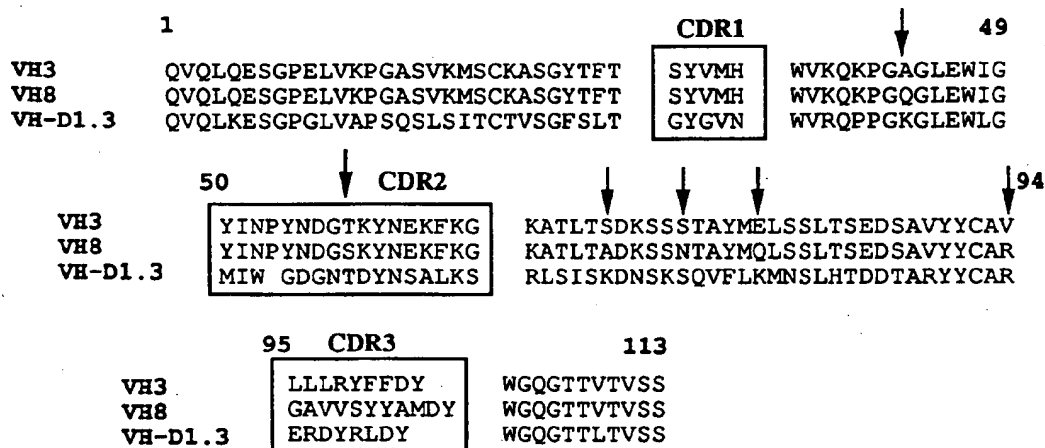 1 CDR1 49
VH3 QVQLQESGPELVKPGASVKMSCKASGYTFT SYVMH WVKQKPGAGLEWIG
VH8 QVQLQESGPELVKPGASVKMSCKASGYTFT SYVMH WVKQKPGQGLEWIG
VH-D1.3 QVQLKESGPGLVAPSQSLSITCTVSGFSLT GYGVN WVRQPPGKGLEWLG
50 CDR2 94
VH3 YINPYNDGTKYNEKFKG KATLTSDKSSSTAYMELSSLTSEDSAVYYCAV
VH8 YINPYNDGSKYNEKFKG KATLTADKSSNTAYMQLSSLTSEDSAVYYCAR
VH-D1.3 MIW GDGNTDYNSALKS RLSISKDNSKSQVFLKMNSLHTDDTARYYCAR
95 CDR3 113
VH3 LLLRYFFDY WGQGTTVTVSS
VH8 GAVVSYYAMDY WGQGTTVTVSS
VH-D1.3 ERDYRLDY WGQGTTLTVSS